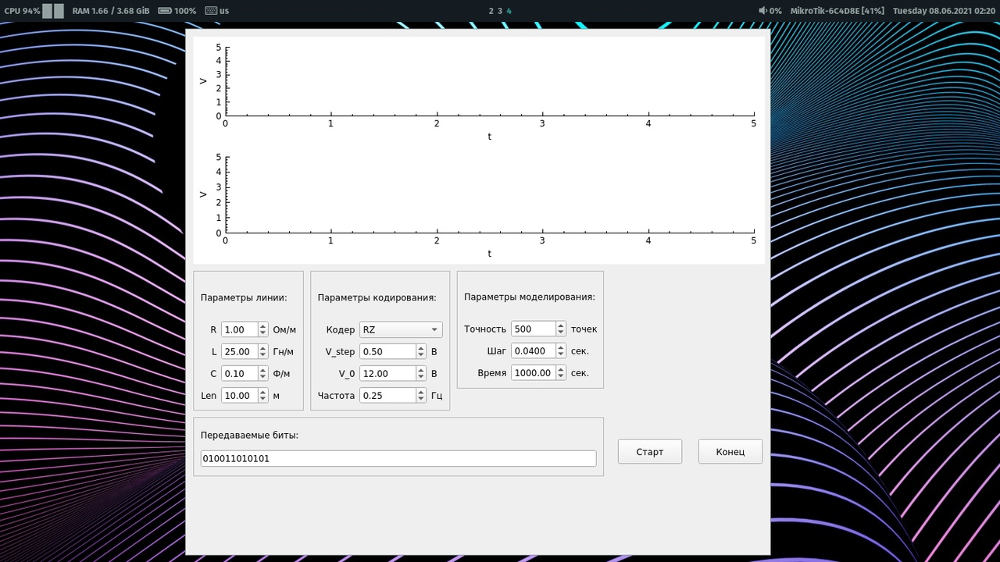 CPU 94% RAM 1.66 / 3.68 GiB 100% us 2 3 4 0% MikroTik-6C4D8E [41%] Tuesday 08.06.2021 02:20
5
4
3
2
1
0
V
0 1 2 3 4 5
t
5
4
3
2
1
0
V
0 1 2 3 4 5
t
Параметры линии:
R 1.00 Ом/м
L 25.00 Гн/м
C 0.10 Ф/м
Len 10.00 м
Параметры кодирования:
Кодер RZ
V_step 0.50 В
V_0 12.00 В
Частота 0.25 Гц
Параметры моделирования:
Точность 500 точек
Шаг 0.0400 сек.
Время 1000.00 сек.
Передаваемые биты:
010011010101
Старт Конец